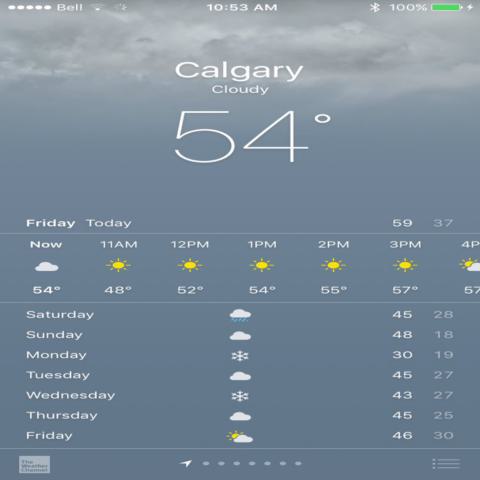 Bell 10:53 AM 100%
Calgary
Cloudy
54°
Friday Today 59 37
Now 11AM 12PM 1PM 2PM 3PM 4P
54° 48° 52° 54° 55° 57° 57
Saturday 45 28
Sunday 48 18
Monday 30 19
Tuesday 45 27
Wednesday 43 27
Thursday 45 25
Friday 46 30
The
Weather
Channel